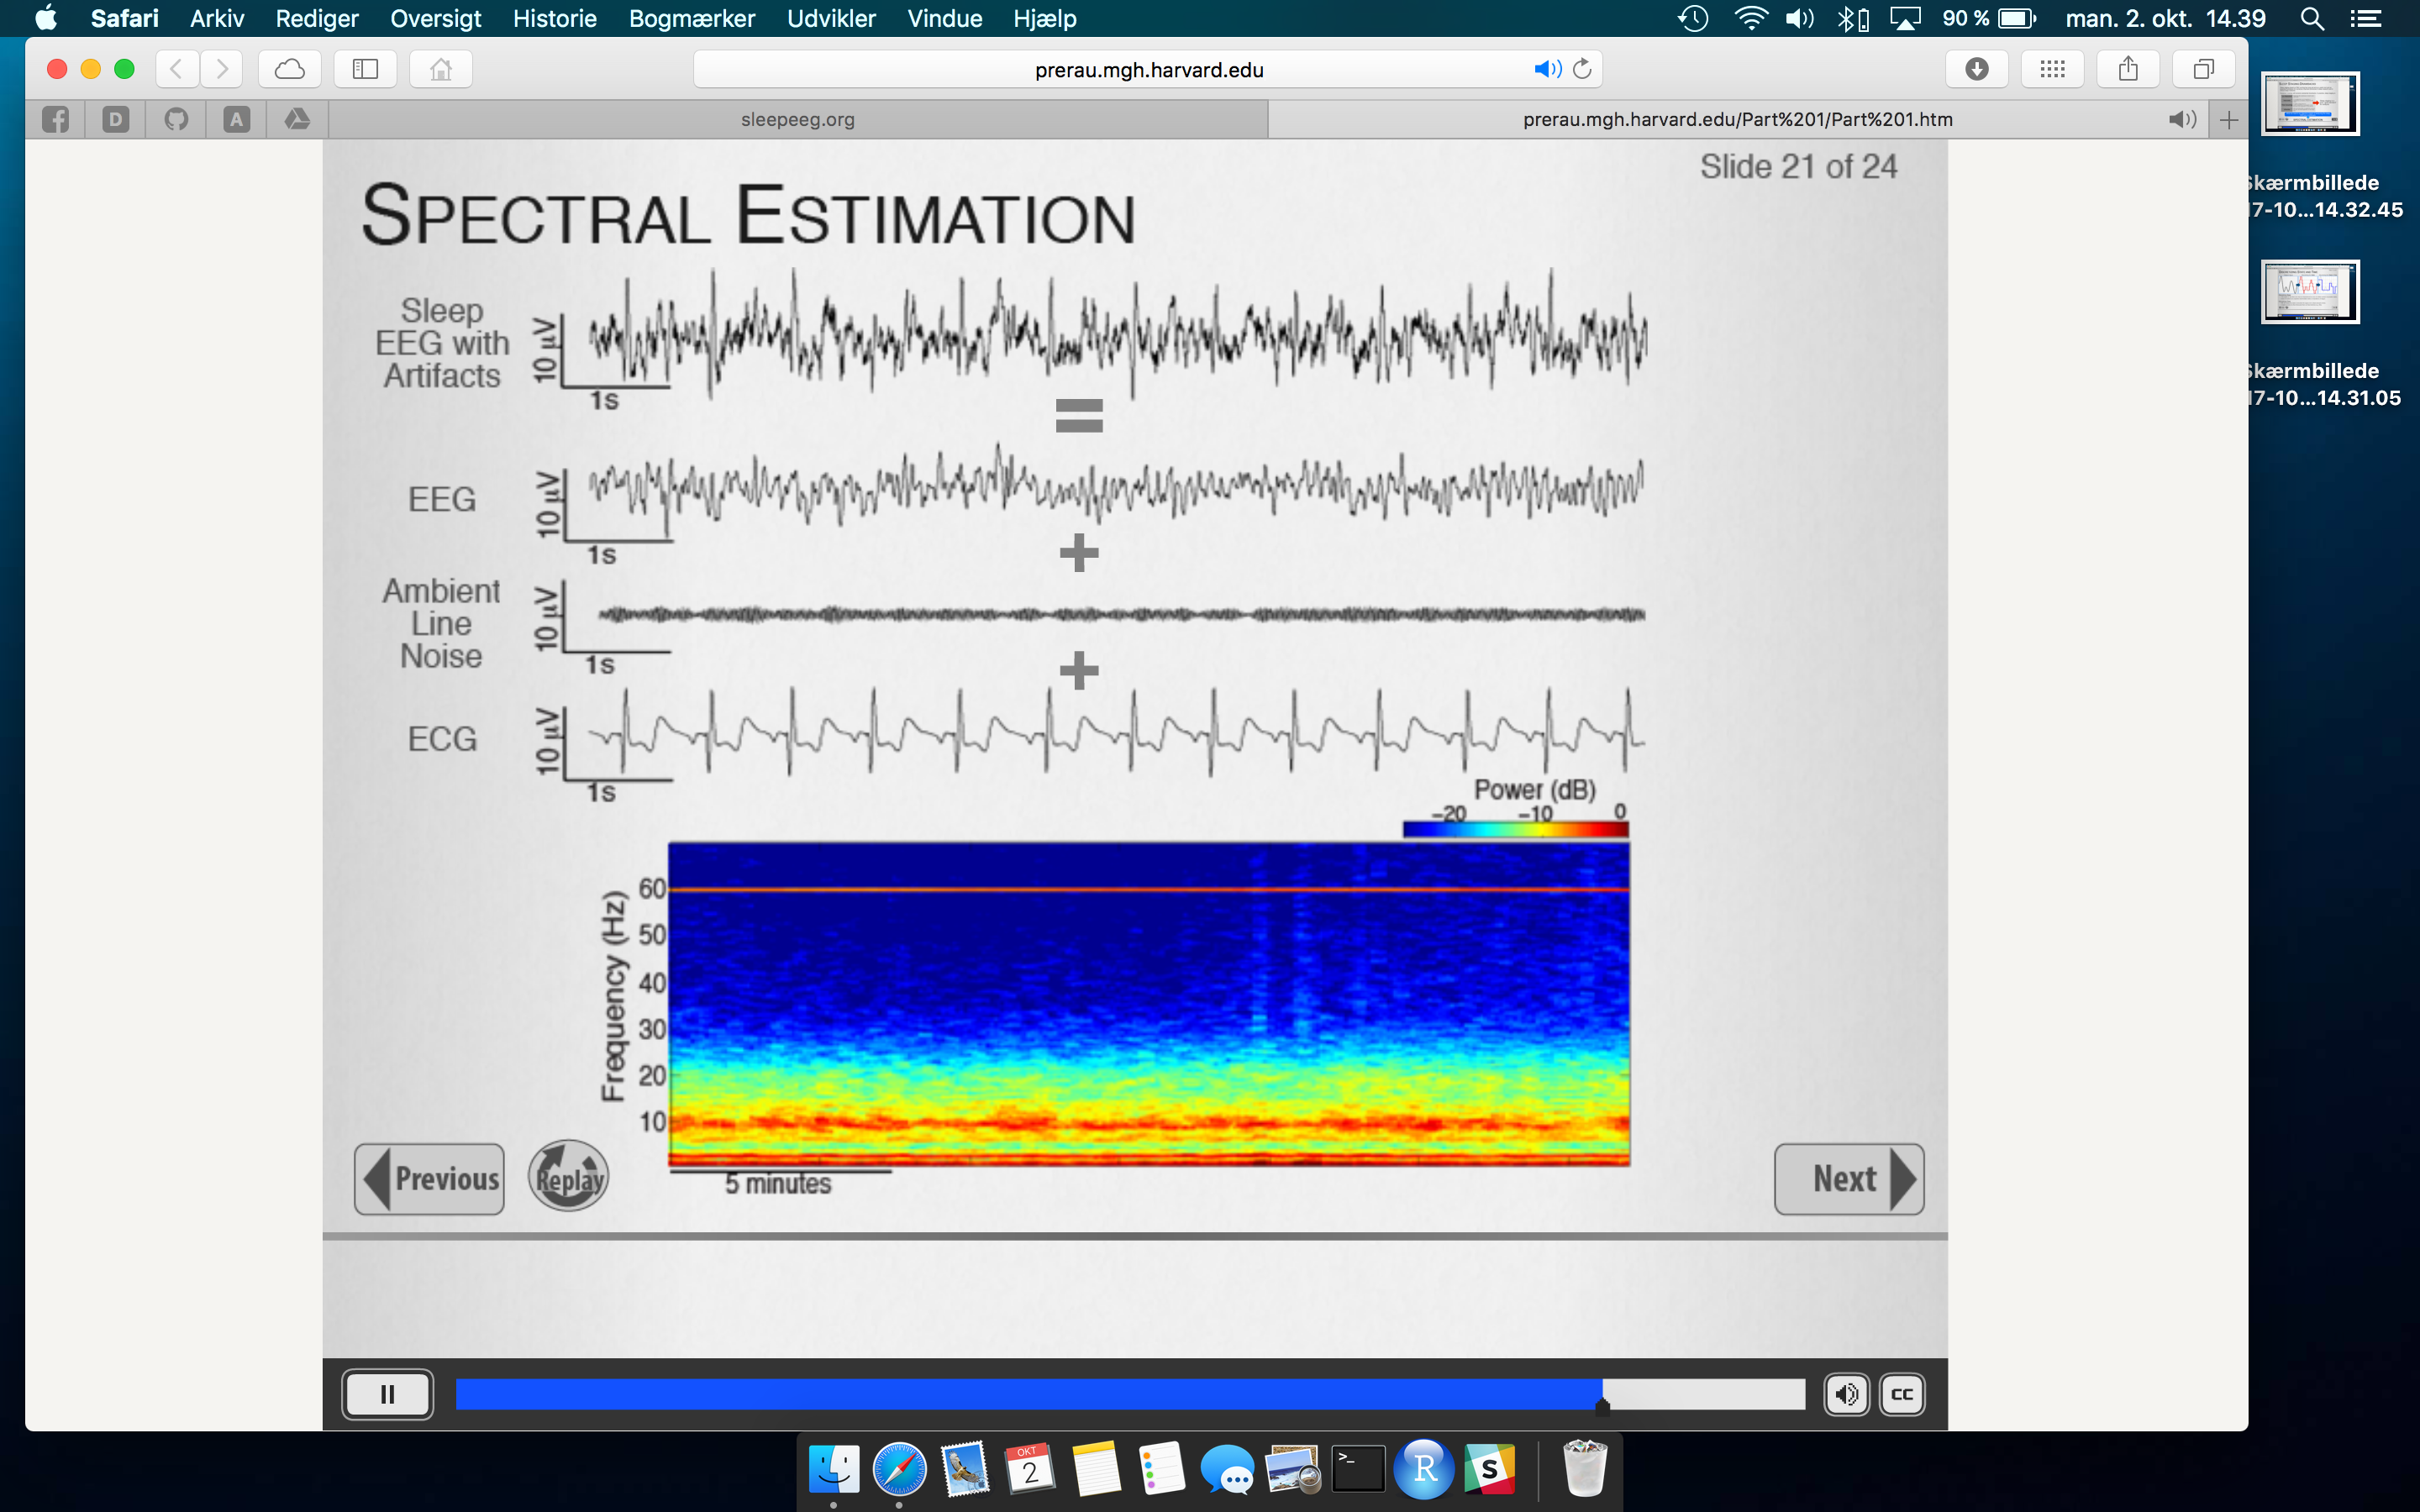 Safari Arkiv Rediger Oversigt Historie Bogmærker Udvikler Vindue Hjælp 90 % man. 2. okt. 14.39
prerau.mgh.harvard.edu
D A sleepeeg.org prerau.mgh.harvard.edu/Part%201/Part%201.htm
Skærmbillede
17-10...14.32.45
Skærmbillede
17-10...14.31.05
Slide 21 of 24
SPECTRAL ESTIMATION
Sleep
EEG with
Artifacts
10 µV
1s
=
EEG
10 µV
1s
+
Ambient
Line
Noise
10 µV
1s
+
ECG
10 µV
1s
Power (dB)
−20 −10 0
Frequency (Hz)
60
50
40
30
20
10
5 minutes
Previous
Replay
Next
CC
OKT
2
>_
R
S